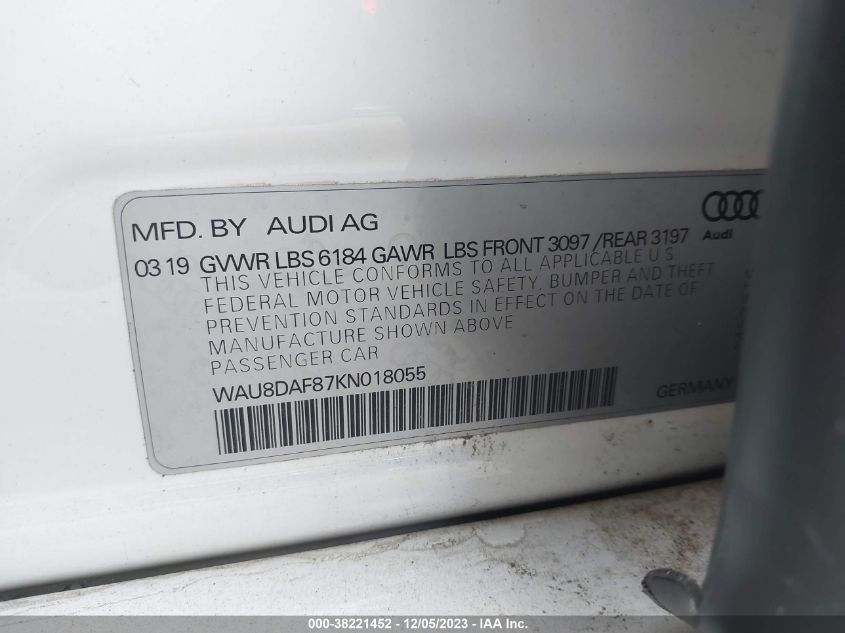 MFD. BY AUDI AG
Audi
03 19 GVWR LBS 6184 GAWR LBS FRONT 3097 /REAR 3197
THIS VEHICLE CONFORMS TO ALL APPLICABLE U S
FEDERAL MOTOR VEHICLE SAFETY, BUMPER AND THEFT
PREVENTION STANDARDS IN EFFECT ON THE DATE OF
MANUFACTURE SHOWN ABOVE
PASSENGER CAR
WAU8DAF87KN018055
GERMANY
000-38221452 - 12/05/2023 - IAA Inc.